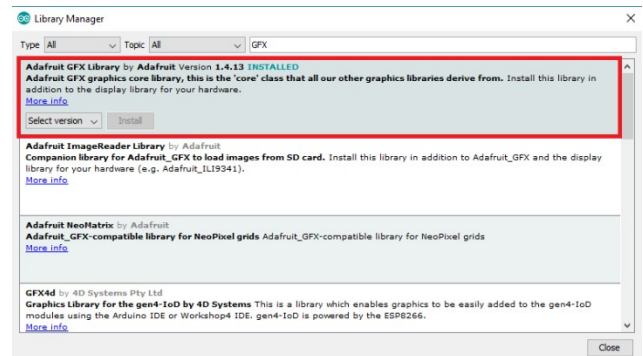 Library Manager
Type All Topic All GFX
Adafruit GFX Library by Adafruit Version 1.4.13 INSTALLED
Adafruit GFX graphics core library, this is the 'core' class that all our other graphics libraries derive from. Install this library in
addition to the display library for your hardware.
More info
Select version Install
Adafruit ImageReader Library by Adafruit
Companion library for Adafruit_GFX to load images from SD card. Install this library in addition to Adafruit_GFX and the display
library for your hardware (e.g. Adafruit_ILI9341).
More info
Adafruit NeoMatrix by Adafruit
Adafruit_GFX-compatible library for NeoPixel grids Adafruit_GFX-compatible library for NeoPixel grids
More info
GFX4d by 4D Systems Pty Ltd
Graphics Library for the gen4-IoD by 4D Systems This is a library which enables graphics to be easily added to the gen4-IoD
modules using the Arduino IDE or Workshop4 IDE. gen4-IoD is powered by the ESP8266.
More info
Close